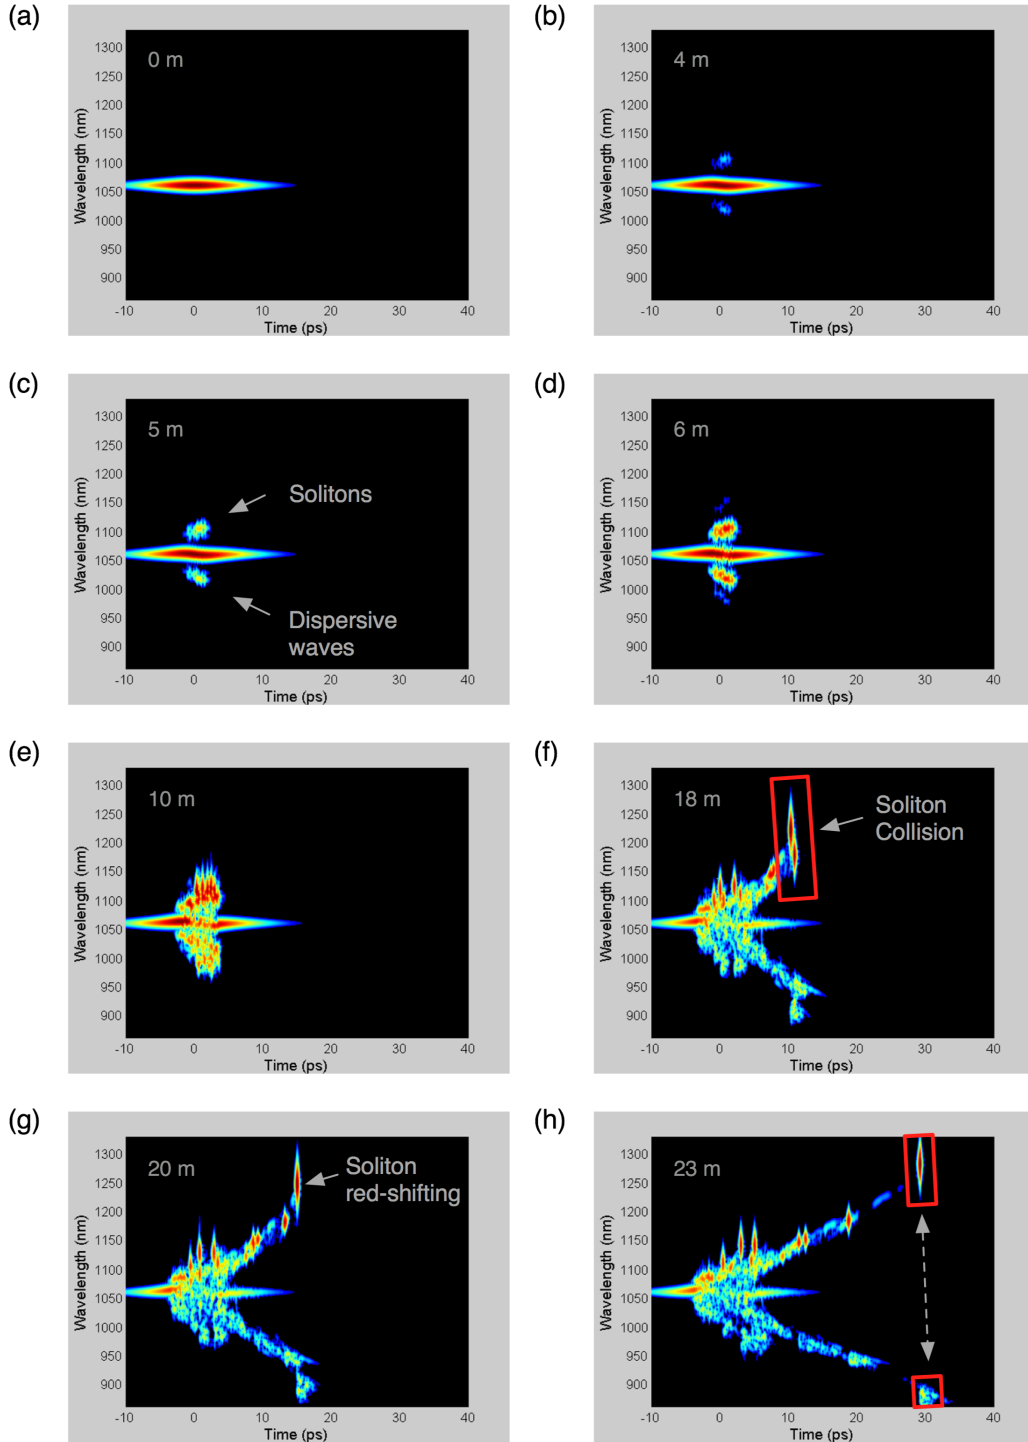 (a)
0 m
Wavelength (nm)
1300
1250
1200
1150
1100
1050
1000
950
900
-10 0 10 20 30 40
Time (ps)
(b)
4 m
Wavelength (nm)
1300
1250
1200
1150
1100
1050
1000
950
900
-10 0 10 20 30 40
Time (ps)
(c)
5 m
Solitons
Dispersive
waves
Wavelength (nm)
1300
1250
1200
1150
1100
1050
1000
950
900
-10 0 10 20 30 40
Time (ps)
(d)
6 m
Wavelength (nm)
1300
1250
1200
1150
1100
1050
1000
950
900
-10 0 10 20 30 40
Time (ps)
(e)
10 m
Wavelength (nm)
1300
1250
1200
1150
1100
1050
1000
950
900
-10 0 10 20 30 40
Time (ps)
(f)
18 m
Soliton
Collision
Wavelength (nm)
1300
1250
1200
1150
1100
1050
1000
950
900
-10 0 10 20 30 40
Time (ps)
(g)
20 m
Soliton
red-shifting
Wavelength (nm)
1300
1250
1200
1150
1100
1050
1000
950
900
-10 0 10 20 30 40
Time (ps)
(h)
23 m
Wavelength (nm)
1300
1250
1200
1150
1100
1050
1000
950
900
-10 0 10 20 30 40
Time (ps)